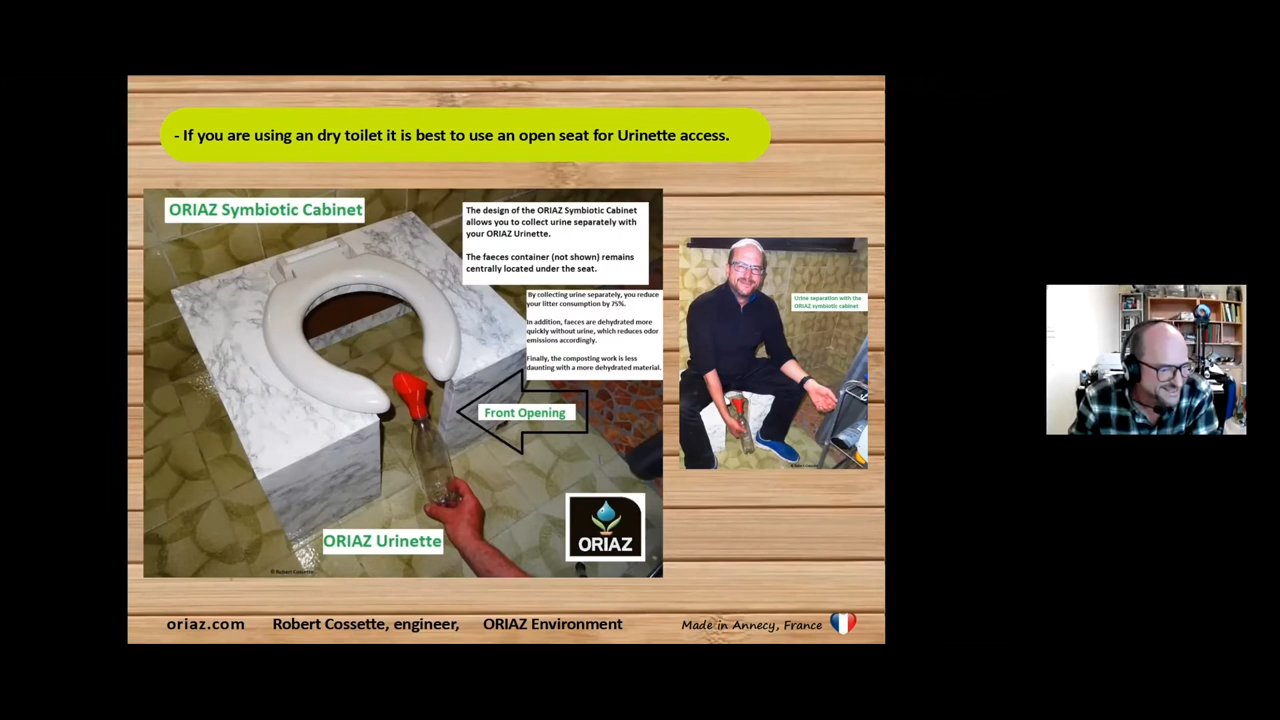 - If you are using an dry toilet it is best to use an open seat for Urinette access.
ORIAZ Symbiotic Cabinet
The design of the ORIAZ Symbiotic Cabinet
allows you to collect urine separately with
your ORIAZ Urinette.
The faeces container (not shown) remains
centrally located under the seat.
By collecting urine separately, you reduce
your litter consumption by 75%.
In addition, faeces are dehydrated more
quickly without urine, which reduces odor
emissions accordingly.
Finally, the composting work is less
daunting with a more dehydrated material.
Front Opening
ORIAZ Urinette
ORIAZ
© Robert Cossette
Urine separation with the
ORIAZ symbiotic cabinet
© Robert Cossette
oriaz.com Robert Cossette, engineer, ORIAZ Environment Made in Annecy, France